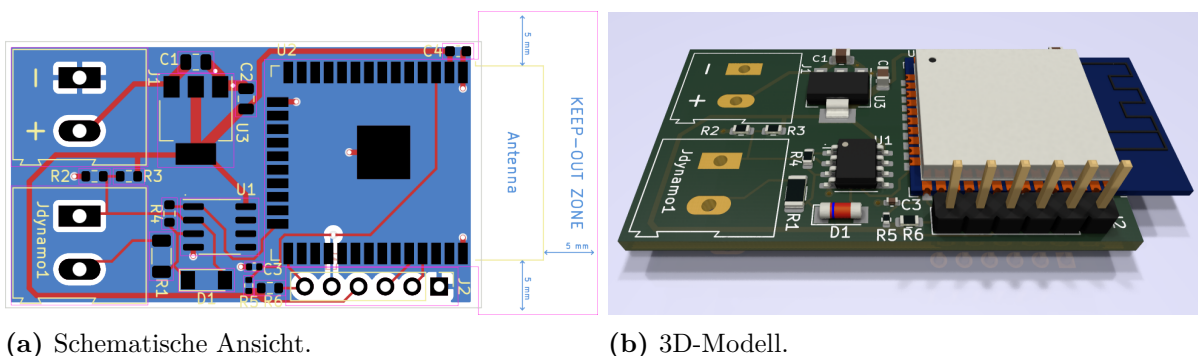 5 mm
C1
C4
U2
J1
−
C2
+
U3
R2
R3
U1
R4
Jdynamo1
R1
D1
C3
R5
R6
J2
Antenna
KEEP-OUT ZONE
5 mm
5 mm
−
C1
J1
U3
+
R2
R3
U1
R4
Jdynamo1
R1
D1
C3
R5
R6
(a) Schematische Ansicht.
(b) 3D-Modell.